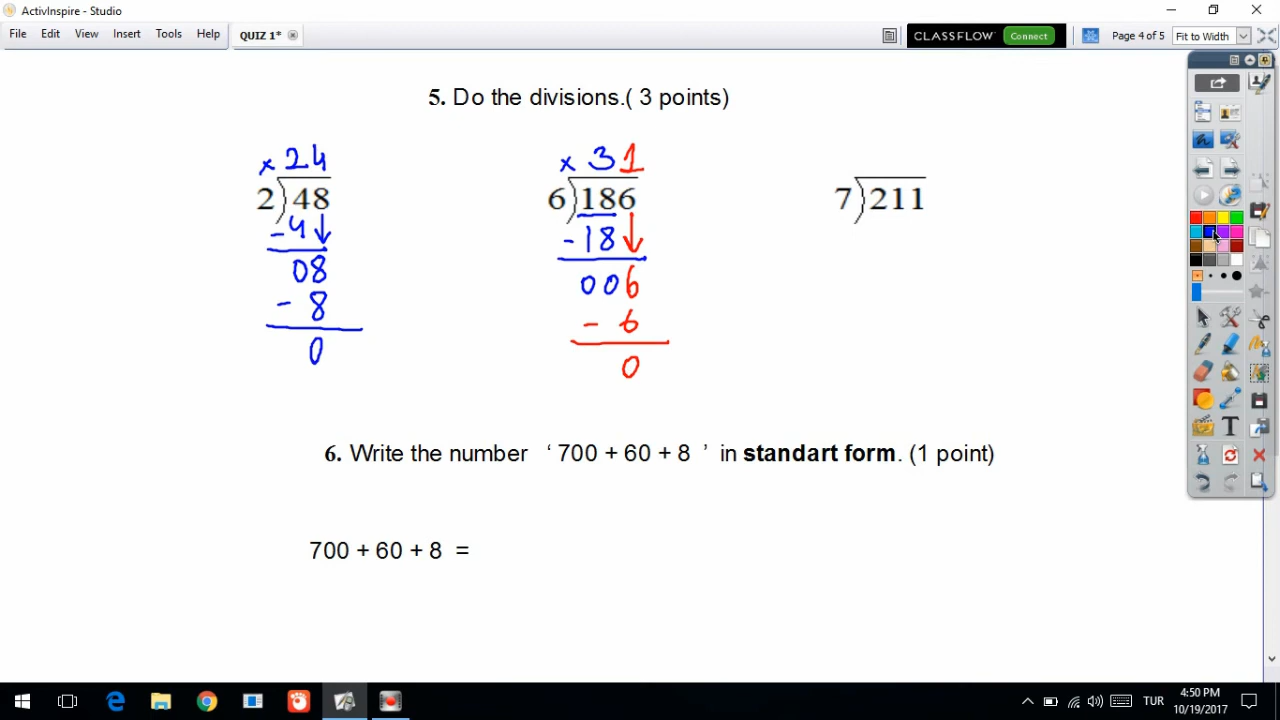 ActivInspire - Studio
File Edit View Insert Tools Help QUIZ 1* CLASSFLOW Connect Page 4 of 5 Fit to Width
5. Do the divisions.( 3 points)
× 24
2)48
-4↓
08
- 8
0
× 31
6)186
-18↓
006
- 6
0
7)211
6. Write the number ‘ 700 + 60 + 8 ’ in standart form. (1 point)
700 + 60 + 8 =
TUR
4:50 PM
10/19/2017